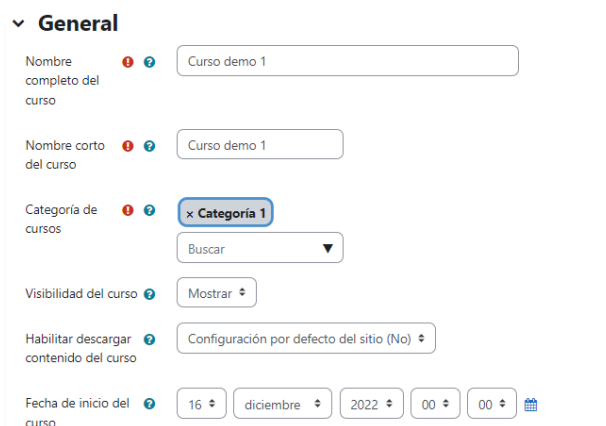 General
Nombre
completo del
curso
Curso demo 1
Nombre corto
del curso
Curso demo 1
Categoría de
cursos
× Categoría 1
Buscar
Visibilidad del curso
Mostrar
Habilitar descargar
contenido del curso
Configuración por defecto del sitio (No)
Fecha de inicio del
curso
16 diciembre 2022 00 00